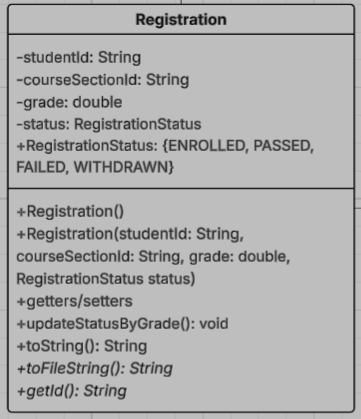 Registration
-studentId: String
-courseSectionId: String
-grade: double
-status: RegistrationStatus
+RegistrationStatus: {ENROLLED, PASSED,
FAILED, WITHDRAWN}
+Registration()
+Registration(studentId: String,
courseSectionId: String, grade: double,
RegistrationStatus status)
+getters/setters
+updateStatusByGrade(): void
+toString(): String
+toFileString(): String
+getId(): String